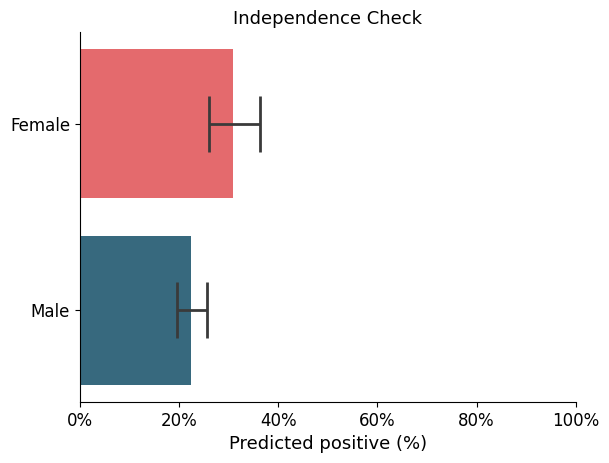 Independence Check
Female
Male
0% 20% 40% 60% 80% 100%
Predicted positive (%)